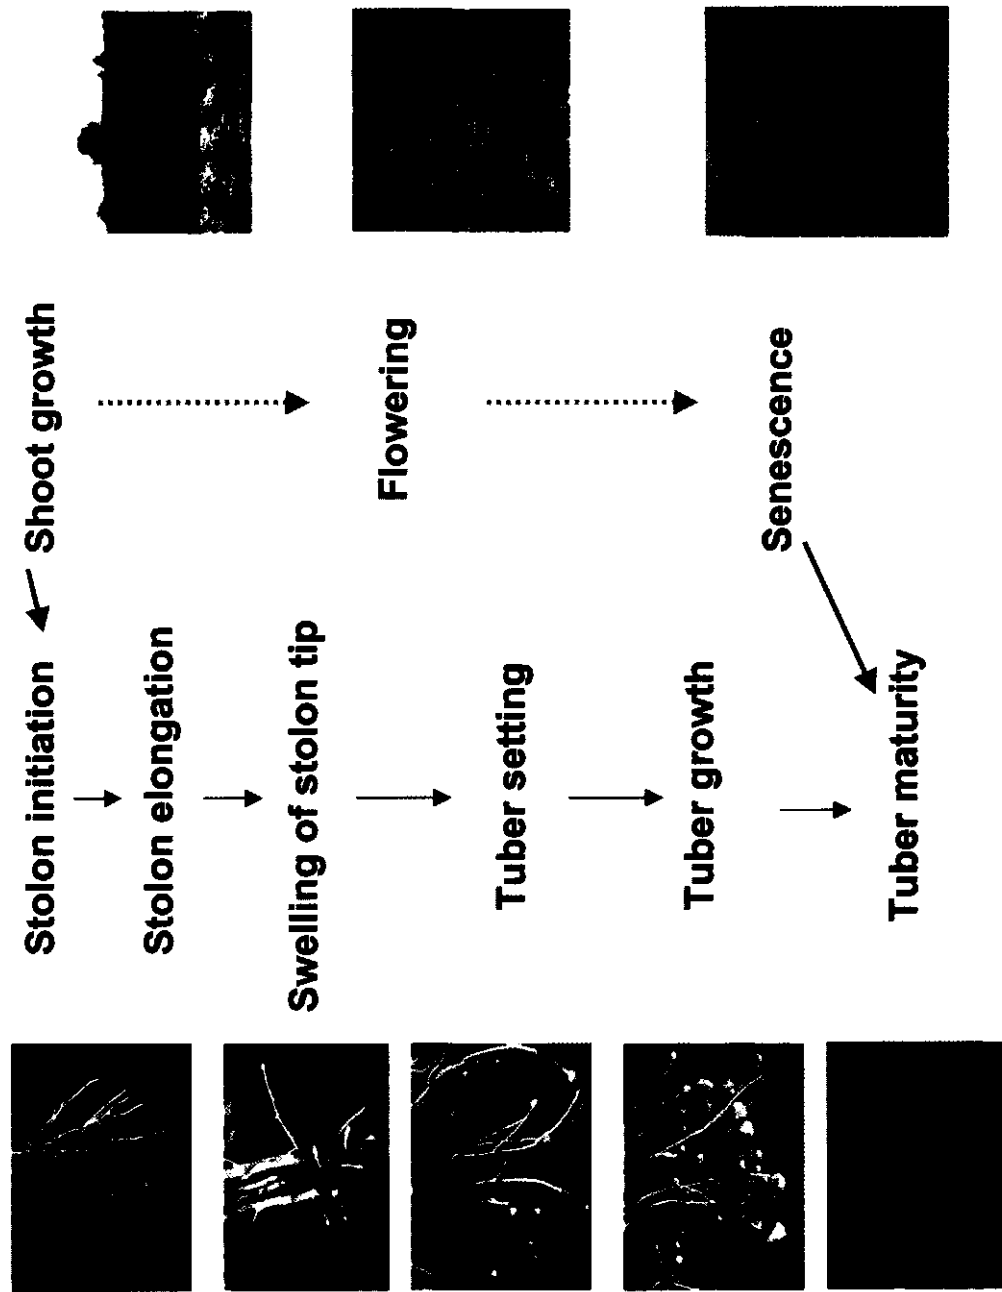 Stolon initiation
Shoot growth
Stolon elongation
Swelling of stolon tip
Flowering
Tuber setting
Tuber growth
Senescence
Tuber maturity